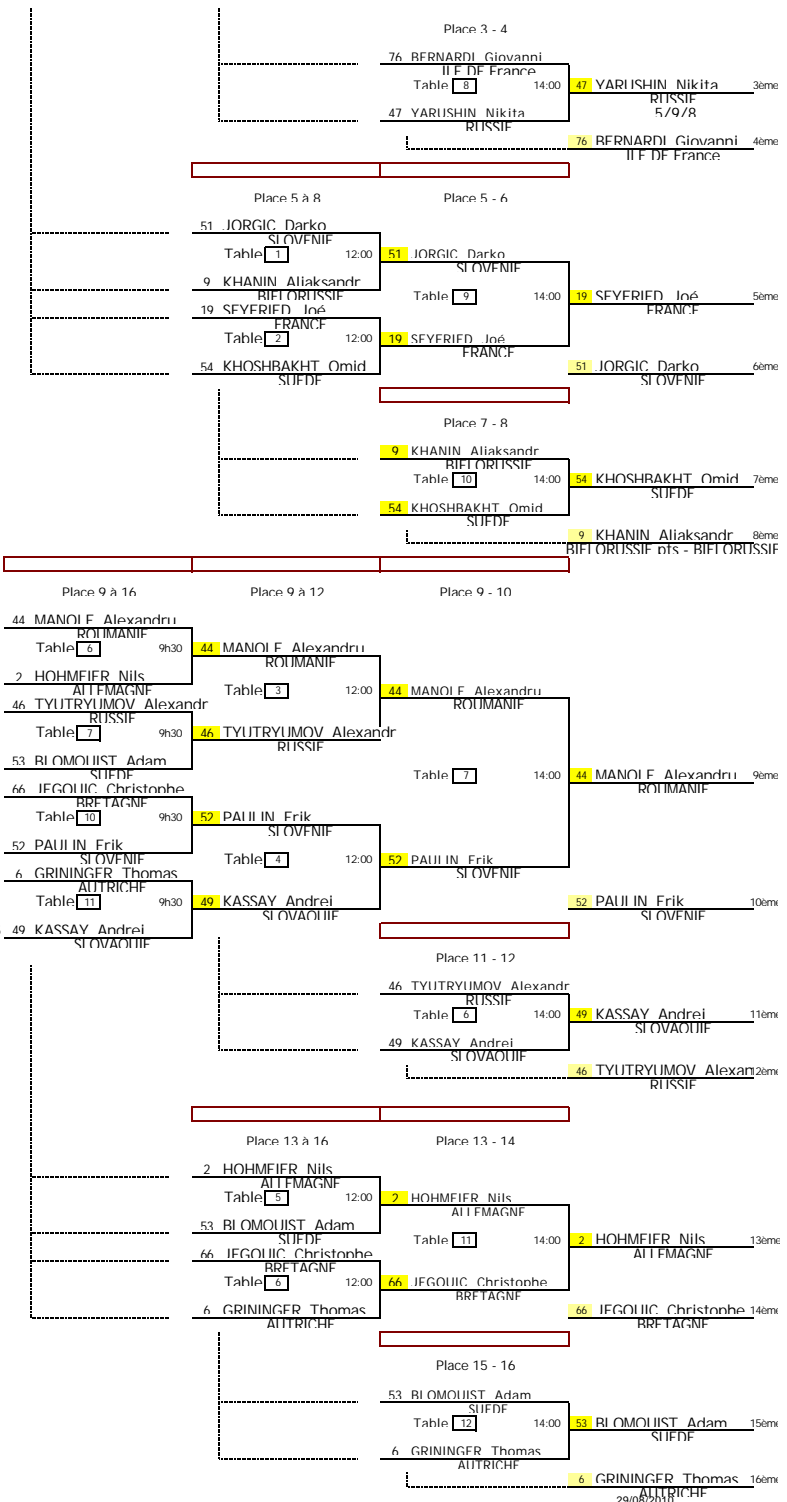 Place 3 - 4
76 BERNARDI Giovanni
ILE DE France
Table 8 14:00 47 YARUSHIN Nikita 3ème
RUSSIE
5/9/8
47 YARUSHIN Nikita
RUSSIE
76 BERNARDI Giovanni 4ème
ILE DE France
Place 5 à 8 Place 5 - 6
51 JORGIC Darko
SLOVENIE
Table 1 12:00 51 JORGIC Darko
SLOVENIE
9 KHANIN Aliaksandr
BIELORUSSIE
Table 9 14:00 19 SEYFRIED Joé 5ème
FRANCE
19 SEYFRIED Joé
FRANCE
Table 2 12:00 19 SEYFRIED Joé
FRANCE
54 KHOSHBAKHT Omid
SUEDE
51 JORGIC Darko 6ème
SLOVENIE
Place 7 - 8
9 KHANIN Aliaksandr
BIELORUSSIE
Table 10 14:00 54 KHOSHBAKHT Omid 7ème
SUEDE
54 KHOSHBAKHT Omid
SUEDE
9 KHANIN Aliaksandr 8ème
BIELORUSSIE pts - BIELORUSSIE
Place 9 à 16 Place 9 à 12 Place 9 - 10
44 MANOLE Alexandru
ROUMANIE
Table 6 9h30 44 MANOLE Alexandru
ROUMANIE
2 HOHMEIER Nils
ALLEMAGNE
Table 3 12:00 44 MANOLE Alexandru
ROUMANIE
46 TYUTRYUMOV Alexandr
RUSSIE
Table 7 9h30 46 TYUTRYUMOV Alexandr
RUSSIE
53 BLOMQUIST Adam
SUEDE
Table 7 14:00 44 MANOLE Alexandru 9ème
ROUMANIE
66 JEGOUIC Christophe
BRETAGNE
Table 10 9h30 52 PAULIN Erik
SLOVENIE
52 PAULIN Erik
SLOVENIE
Table 4 12:00 52 PAULIN Erik
SLOVENIE
6 GRININGER Thomas
AUTRICHE
Table 11 9h30 49 KASSAY Andrei
SLOVAQUIE
52 PAULIN Erik 10ème
SLOVENIE
49 KASSAY Andrei
SLOVAQUIE
Place 11 - 12
46 TYUTRYUMOV Alexandr
RUSSIE
Table 6 14:00 49 KASSAY Andrei 11ème
SLOVAQUIE
49 KASSAY Andrei
SLOVAQUIE
46 TYUTRYUMOV Alexan 12ème
RUSSIE
Place 13 à 16 Place 13 - 14
2 HOHMEIER Nils
ALLEMAGNE
Table 5 12:00 2 HOHMEIER Nils
ALLEMAGNE
53 BLOMQUIST Adam
SUEDE
Table 11 14:00 2 HOHMEIER Nils 13ème
ALLEMAGNE
66 JEGOUIC Christophe
BRETAGNE
Table 6 12:00 66 JEGOUIC Christophe
BRETAGNE
6 GRININGER Thomas
AUTRICHE
66 JEGOUIC Christophe 14ème
BRETAGNE
Place 15 - 16
53 BLOMQUIST Adam
SUEDE
Table 12 14:00 53 BLOMQUIST Adam 15ème
SUEDE
6 GRININGER Thomas
AUTRICHE
6 GRININGER Thomas 16ème
AUTRICHE
29/08/2010